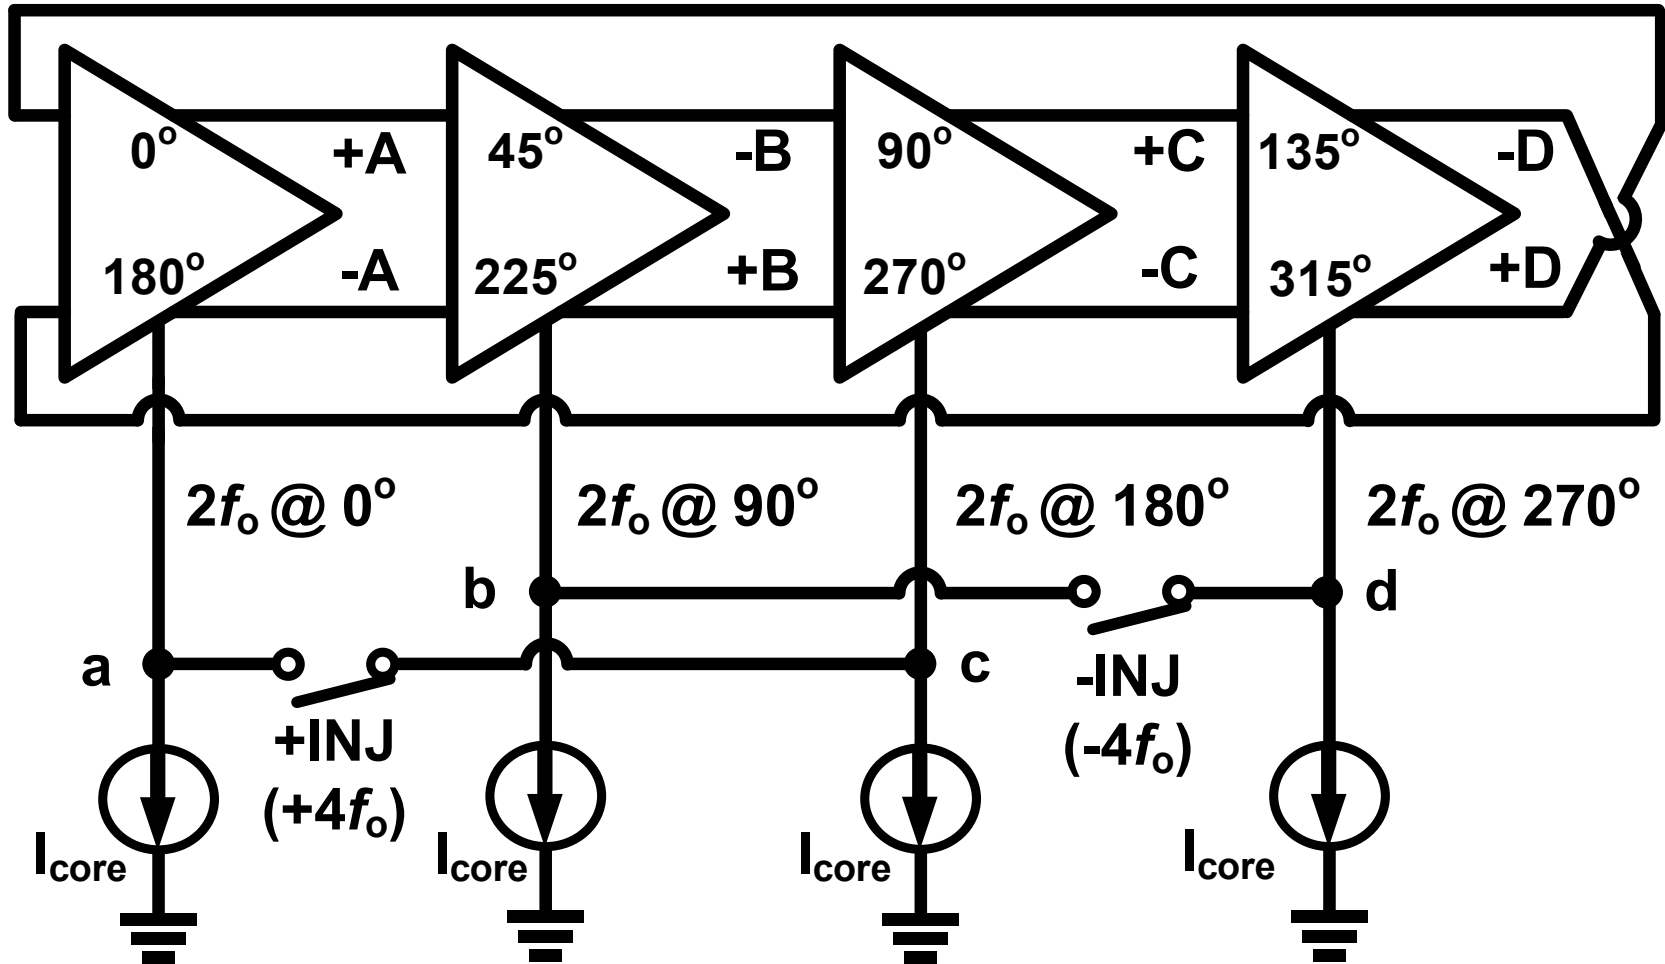 0° +A 45° -B 90° +C 135° -D
180° -A 225° +B 270° -C 315° +D
2fo @ 0° 2fo @ 90° 2fo @ 180° 2fo @ 270°
b d
a c
-INJ
(-4fo)
+INJ
(+4fo)
Icore Icore Icore Icore